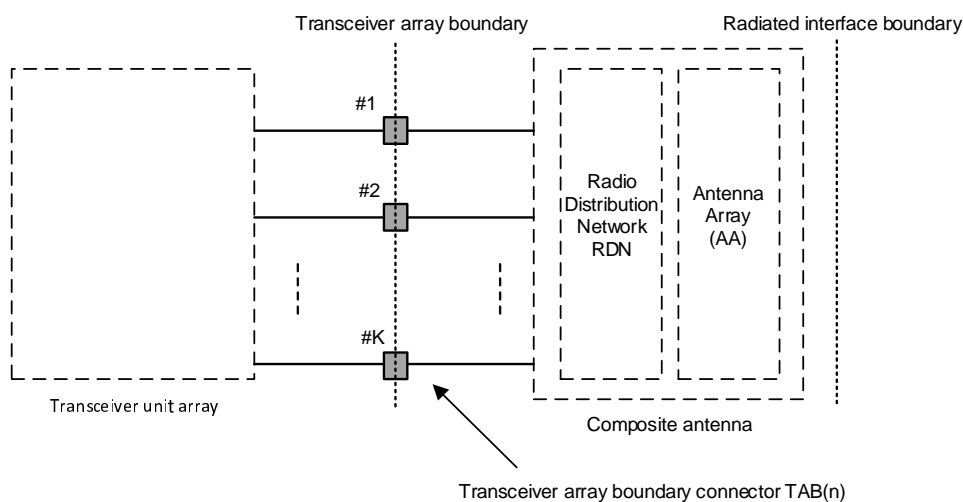 Transceiver array boundary
Radiated interface boundary
#1
#2
#K
Radio
Distribution
Network
RDN
Antenna
Array
(AA)
Transceiver unit array
Composite antenna
Transceiver array boundary connector TAB(n)